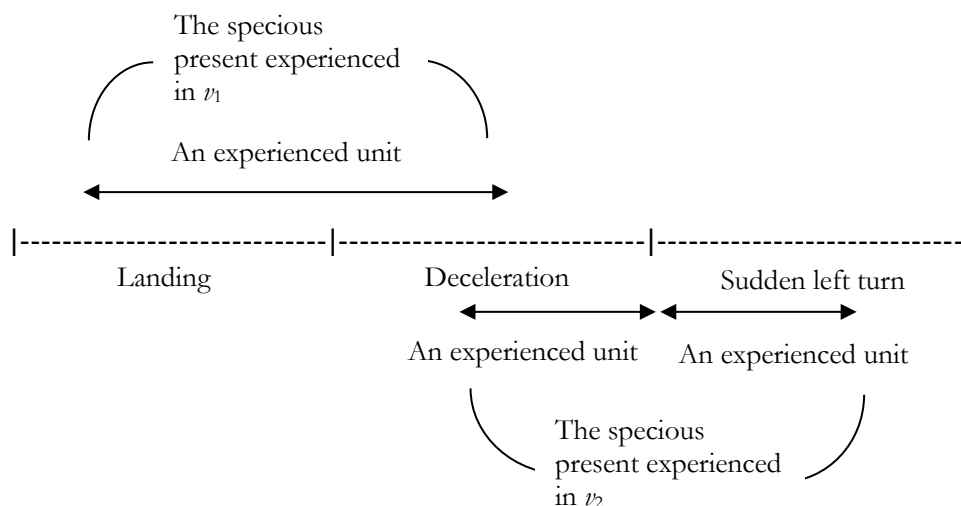 The specious
present experienced
in v₁
An experienced unit
|--------------------|--------------------|--------------------
Landing Deceleration Sudden left turn
An experienced unit An experienced unit
The specious
present experienced
in v₂